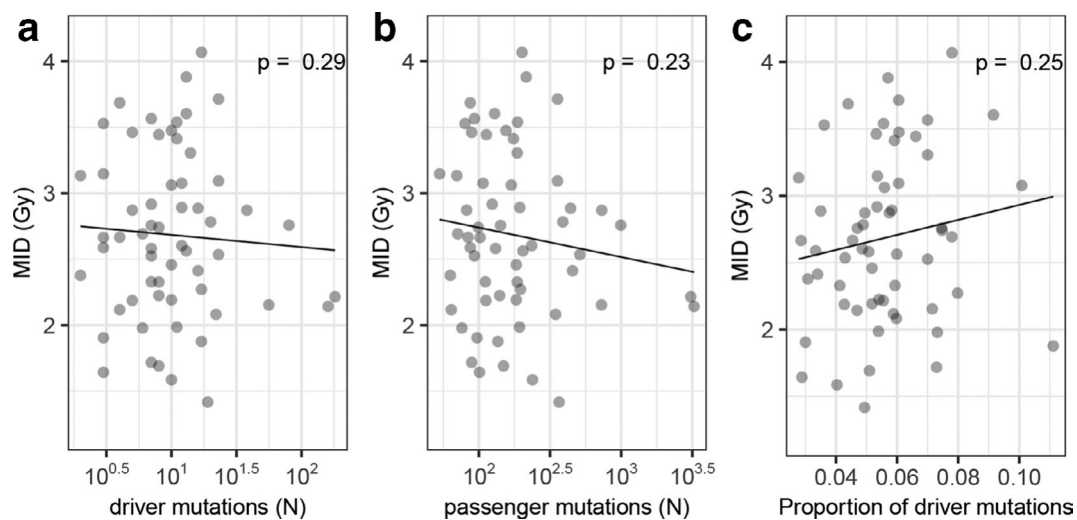 a
p = 0.29
MID (Gy)
4
3
2
10^0.5
10^1
10^1.5
10^2
driver mutations (N)
b
p = 0.23
MID (Gy)
4
3
2
10^2
10^2.5
10^3
10^3.5
passenger mutations (N)
c
p = 0.25
MID (Gy)
4
3
2
0.04
0.06
0.08
0.10
Proportion of driver mutations